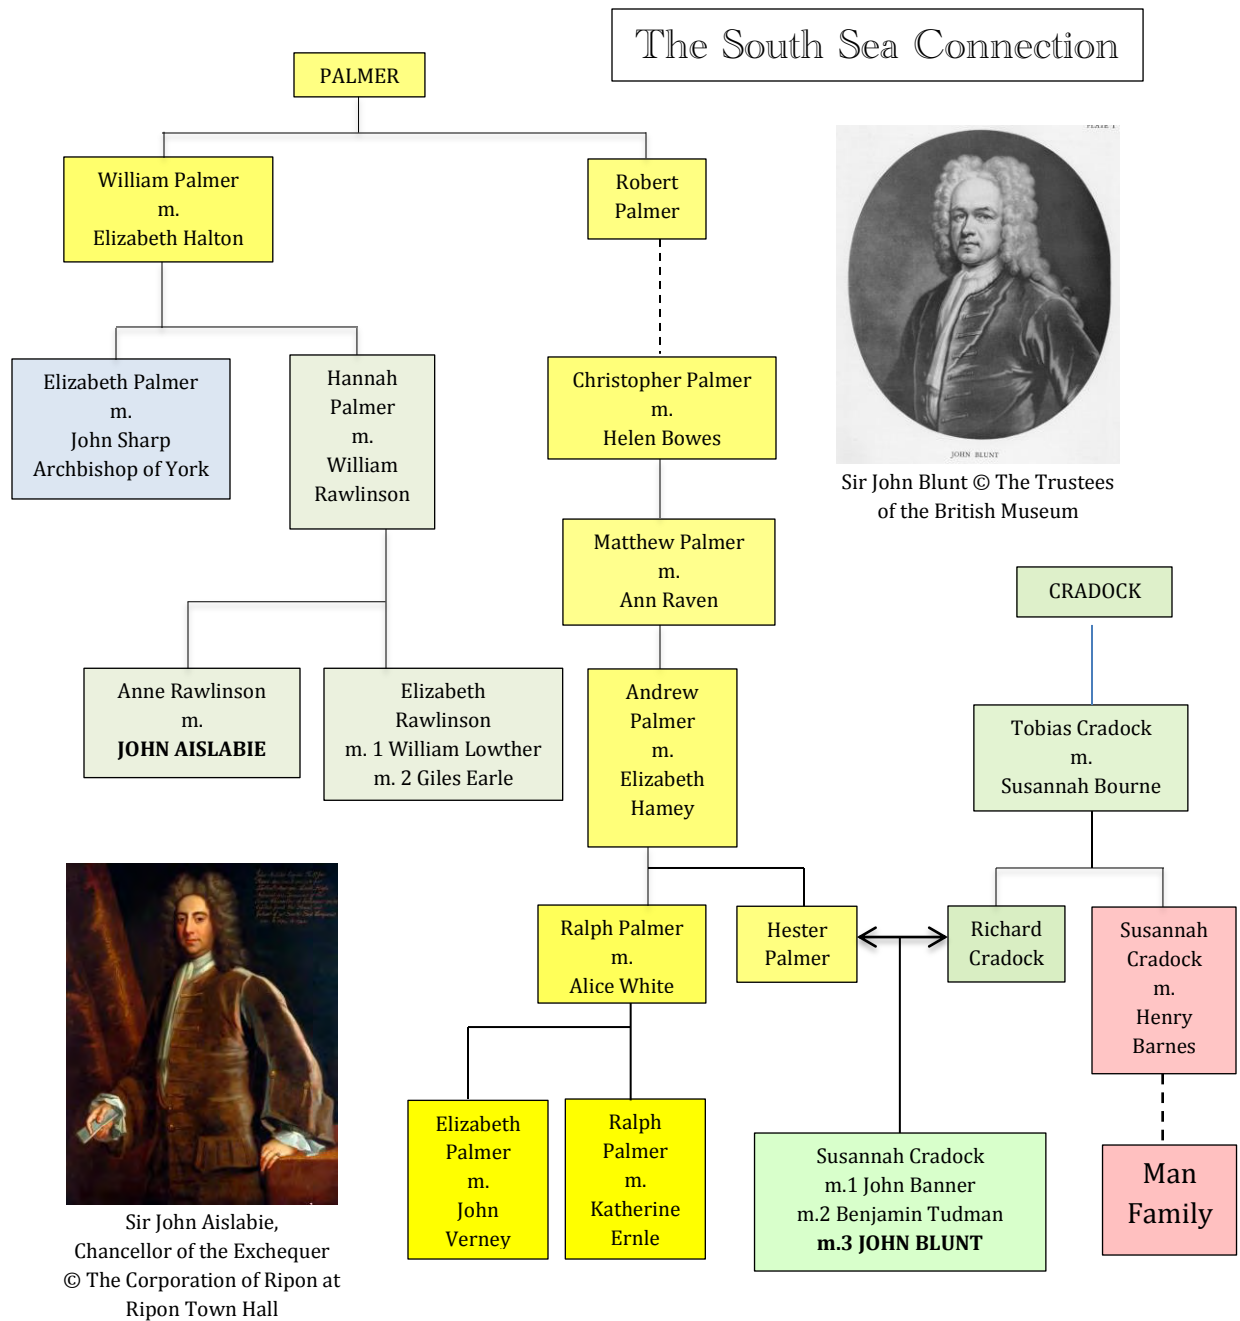 The South Sea Connection
PALMER
William Palmer
m.
Elizabeth Halton
Robert
Palmer
PLATE I
JOHN BLUNT
Sir John Blunt © The Trustees
of the British Museum
Elizabeth Palmer
m.
John Sharp
Archbishop of York
Hannah
Palmer
m.
William
Rawlinson
Christopher Palmer
m.
Helen Bowes
Matthew Palmer
m.
Ann Raven
CRADOCK
Anne Rawlinson
m.
JOHN AISLABIE
Elizabeth
Rawlinson
m. 1 William Lowther
m. 2 Giles Earle
Andrew
Palmer
m.
Elizabeth
Hamey
Tobias Cradock
m.
Susannah Bourne
Ralph Palmer
m.
Alice White
Hester
Palmer
Richard
Cradock
Susannah
Cradock
m.
Henry
Barnes
Elizabeth
Palmer
m.
John
Verney
Ralph
Palmer
m.
Katherine
Ernle
Susannah Cradock
m.1 John Banner
m.2 Benjamin Tudman
m.3 JOHN BLUNT
Man
Family
Sir John Aislabie,
Chancellor of the Exchequer
© The Corporation of Ripon at
Ripon Town Hall